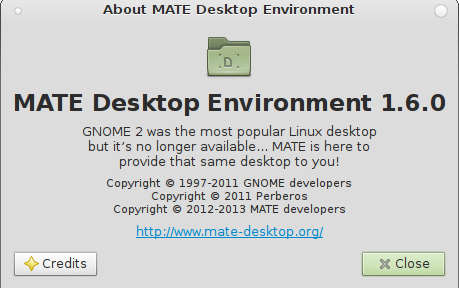 About MATE Desktop Environment
D
MATE Desktop Environment 1.6.0
GNOME 2 was the most popular Linux desktop
but it’s no longer available... MATE is here to
provide that same desktop to you!
Copyright © 1997-2011 GNOME developers
Copyright © 2011 Perberos
Copyright © 2012-2013 MATE developers
http://www.mate-desktop.org/
Credits
Close